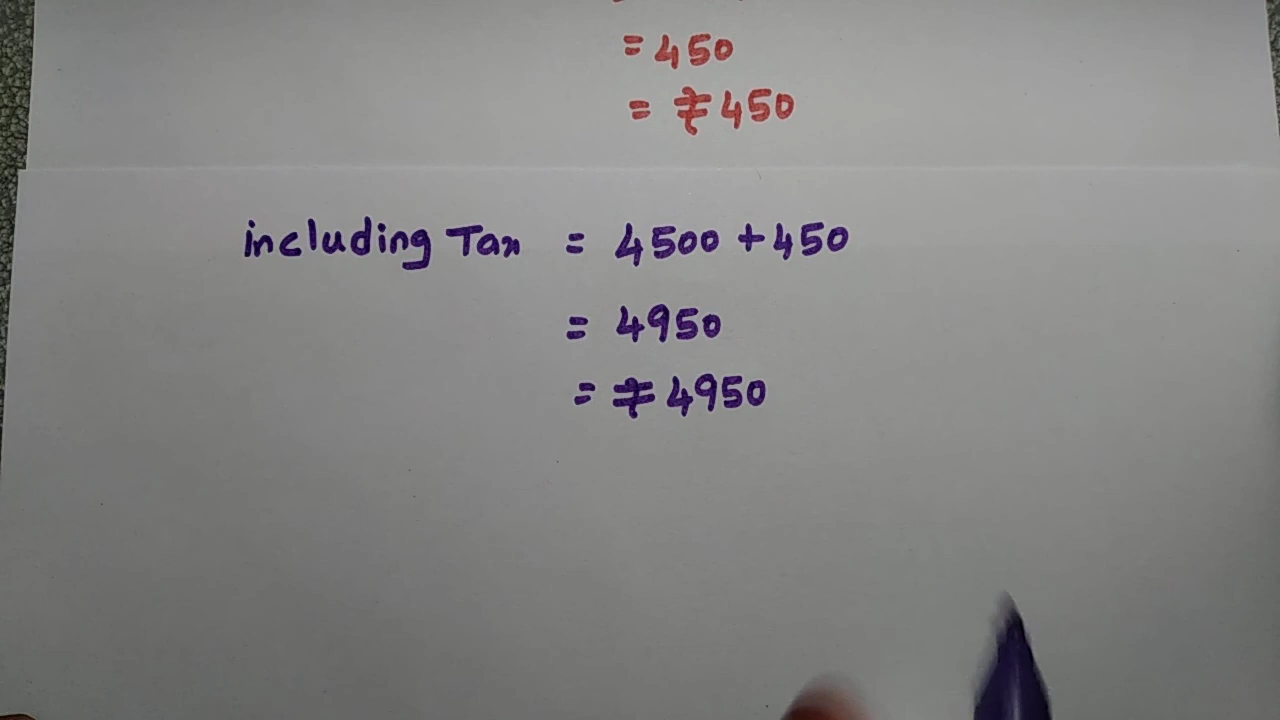 = 450
= ₹ 450
including Tax = 4500 + 450
= 4950
= ₹ 4950